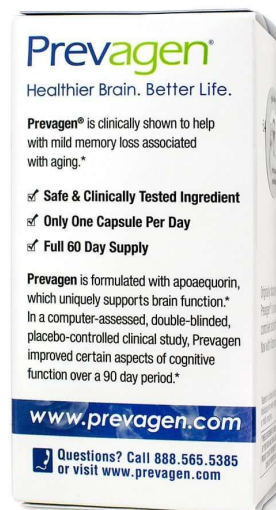 Prevagen®
Healthier Brain. Better Life.
Prevagen® is clinically shown to help
with mild memory loss associated
with aging.*
Safe & Clinically Tested Ingredient
Only One Capsule Per Day
Full 60 Day Supply
Prevagen is formulated with apoaequorin,
which uniquely supports brain function.*
In a computer-assessed, double-blinded,
placebo-controlled clinical study, Prevagen
improved certain aspects of cognitive
function over a 90 day period.*
www.prevagen.com
Questions? Call 888.565.5385
or visit www.prevagen.com